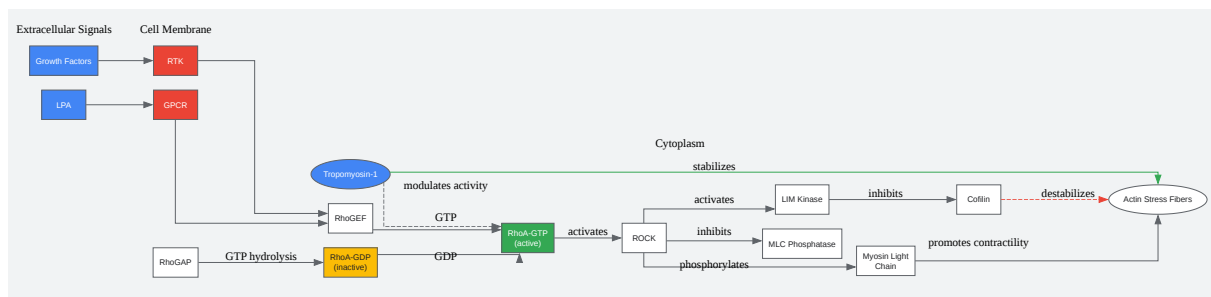 Extracellular Signals
Cell Membrane
Growth Factors
RTK
LPA
GPCR
Cytoplasm
Tropomyosin-1
stabilizes
modulates activity
LIM Kinase
inhibits
Cofilin
destabilizes
Actin Stress Fibers
activates
RhoGEF
GTP
RhoA-GTP
(active)
activates
ROCK
inhibits
MLC Phosphatase
promotes contractility
RhoGAP
GTP hydrolysis
RhoA-GDP
(inactive)
GDP
phosphorylates
Myosin Light
Chain